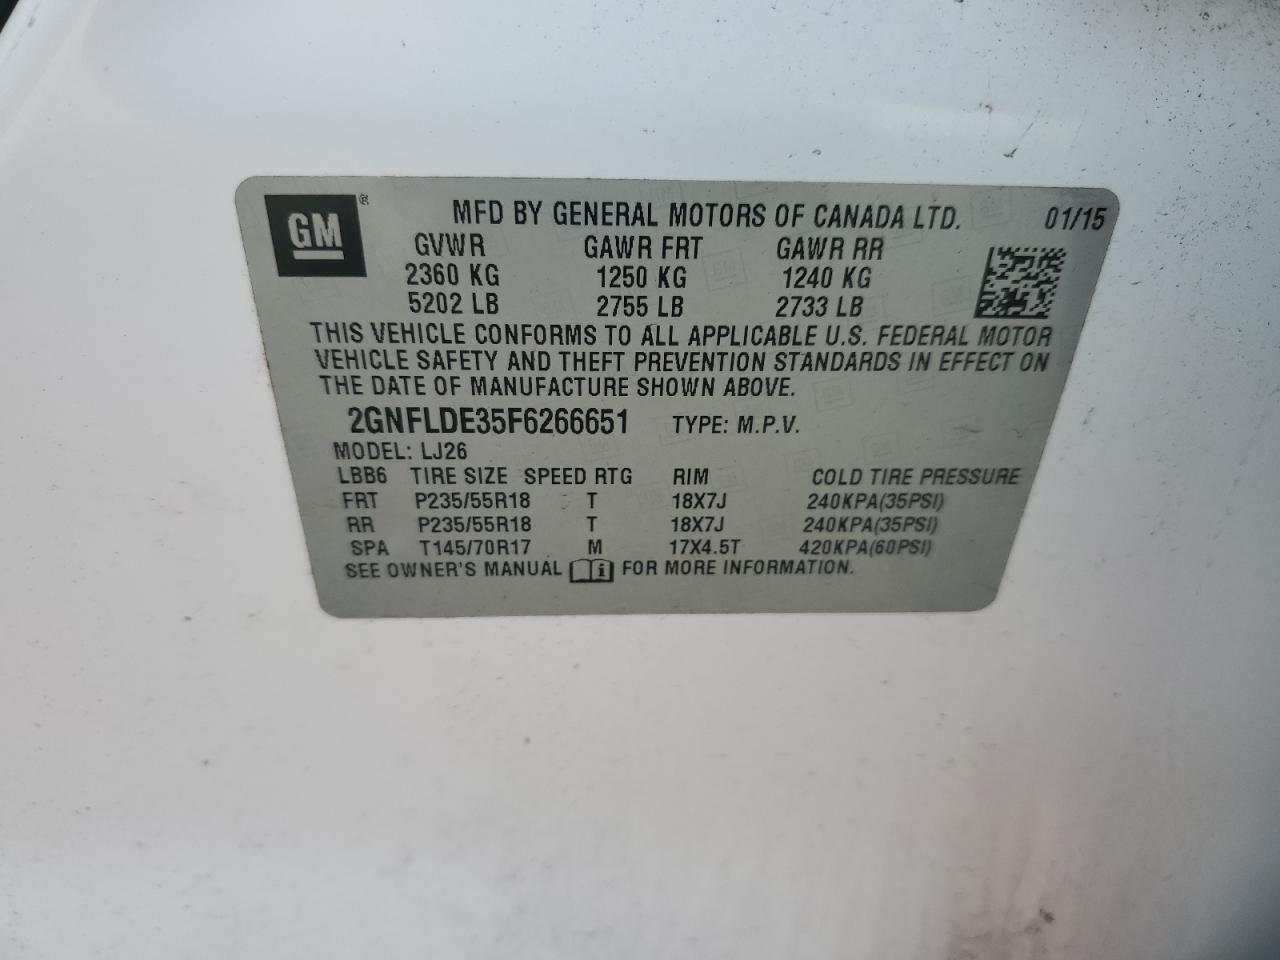 GM®
MFD BY GENERAL MOTORS OF CANADA LTD. 01/15
GVWR GAWR FRT GAWR RR
2360 KG 1250 KG 1240 KG
5202 LB 2755 LB 2733 LB
THIS VEHICLE CONFORMS TO ALL APPLICABLE U.S. FEDERAL MOTOR
VEHICLE SAFETY AND THEFT PREVENTION STANDARDS IN EFFECT ON
THE DATE OF MANUFACTURE SHOWN ABOVE.
2GNFLDE35F6266651 TYPE: M.P.V.
MODEL: LJ26
LBB6 TIRE SIZE SPEED RTG RIM COLD TIRE PRESSURE
FRT P235/55R18 T 18X7J 240KPA(35PSI)
RR P235/55R18 T 18X7J 240KPA(35PSI)
SPA T145/70R17 M 17X4.5T 420KPA(60PSI)
SEE OWNER'S MANUAL i FOR MORE INFORMATION.